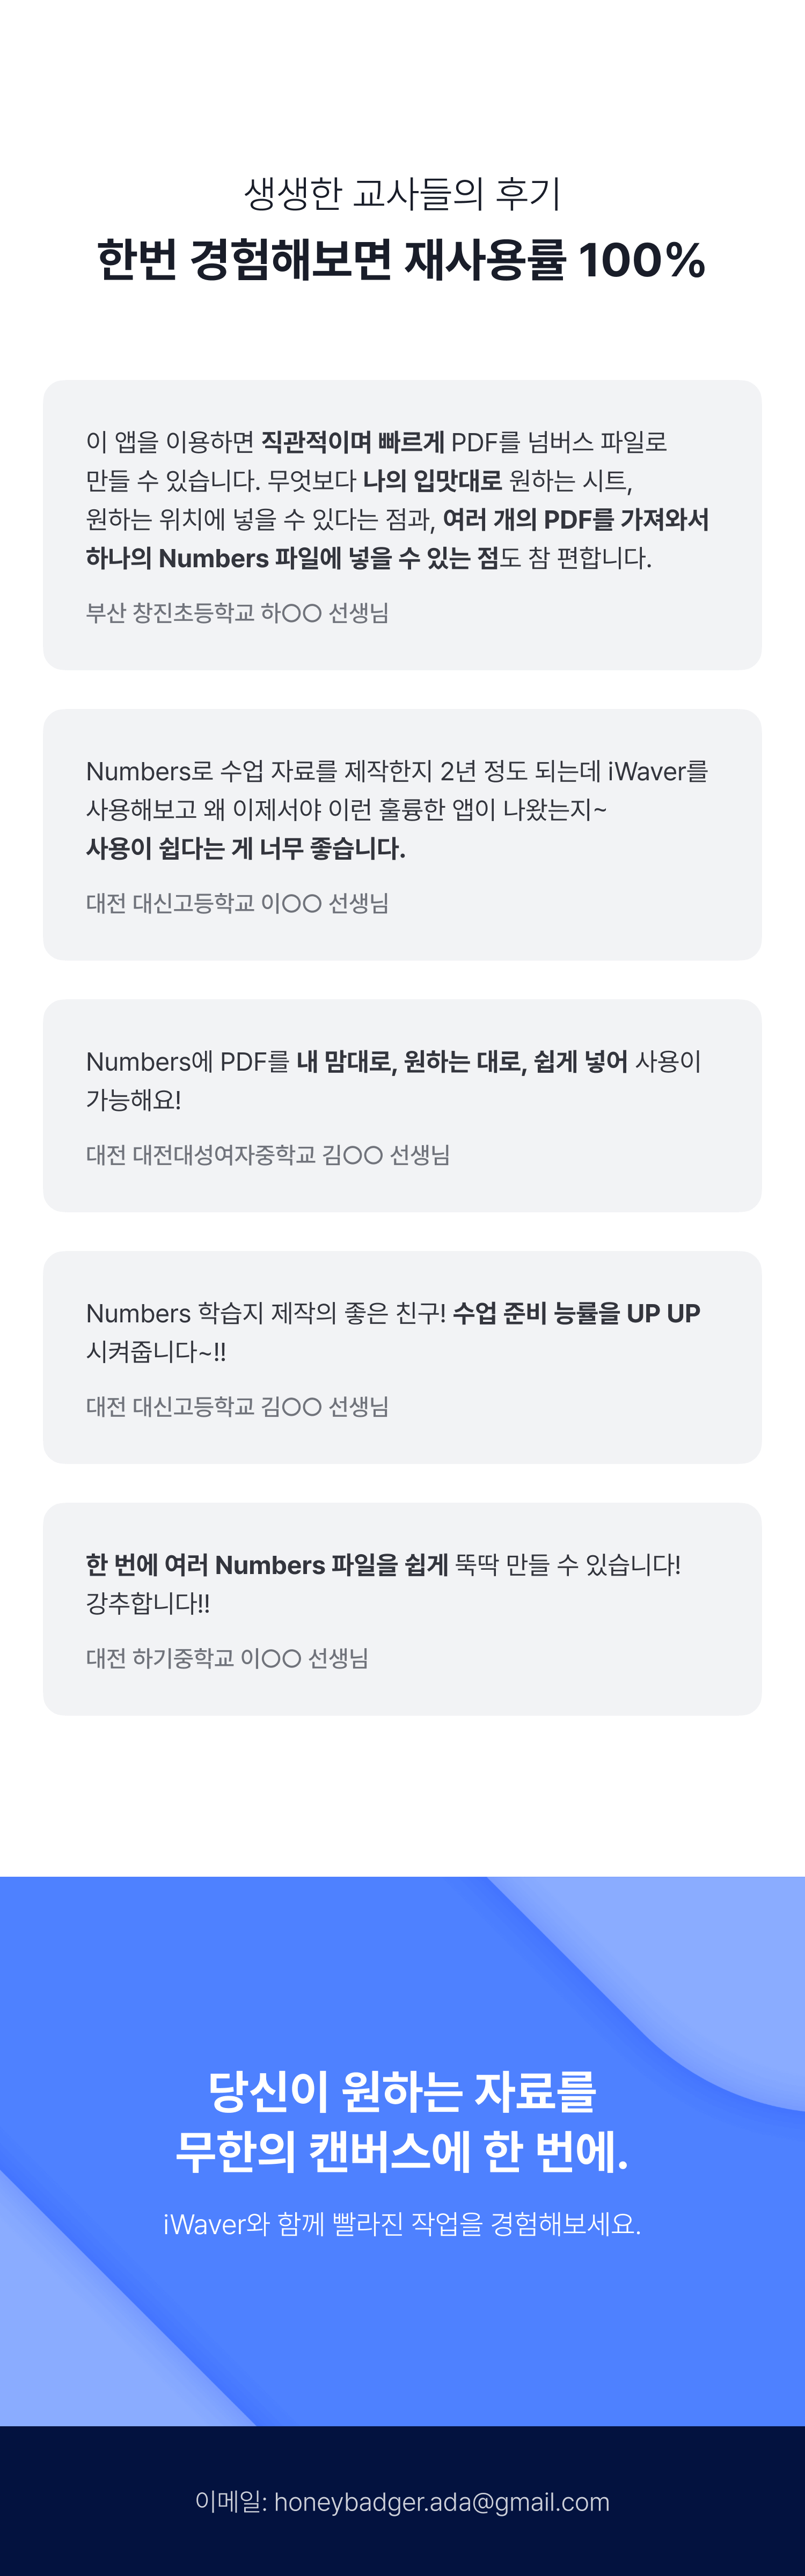 생생한 교사들의 후기
한번 경험해보면 재사용률 100%
이 앱을 이용하면 직관적이며 빠르게 PDF를 넘버스 파일로
만들 수 있습니다. 무엇보다 나의 입맛대로 원하는 시트,
원하는 위치에 넣을 수 있다는 점과, 여러 개의 PDF를 가져와서
하나의 Numbers 파일에 넣을 수 있는 점도 참 편합니다.
부산 창진초등학교 하○○ 선생님
Numbers로 수업 자료를 제작한지 2년 정도 되는데 iWaver를
사용해보고 왜 이제서야 이런 훌륭한 앱이 나왔는지~
사용이 쉽다는 게 너무 좋습니다.
대전 대신고등학교 이○○ 선생님
Numbers에 PDF를 내 맘대로, 원하는 대로, 쉽게 넣어 사용이
가능해요!
대전 대전대성여자중학교 김○○ 선생님
Numbers 학습지 제작의 좋은 친구! 수업 준비 능률을 UP UP
시켜줍니다~!!
대전 대신고등학교 김○○ 선생님
한 번에 여러 Numbers 파일을 쉽게 뚝딱 만들 수 있습니다!
강추합니다!!
대전 하기중학교 이○○ 선생님
당신이 원하는 자료를
무한의 캔버스에 한 번에.
iWaver와 함께 빨라진 작업을 경험해보세요.
이메일: honeybadger.ada@gmail.com